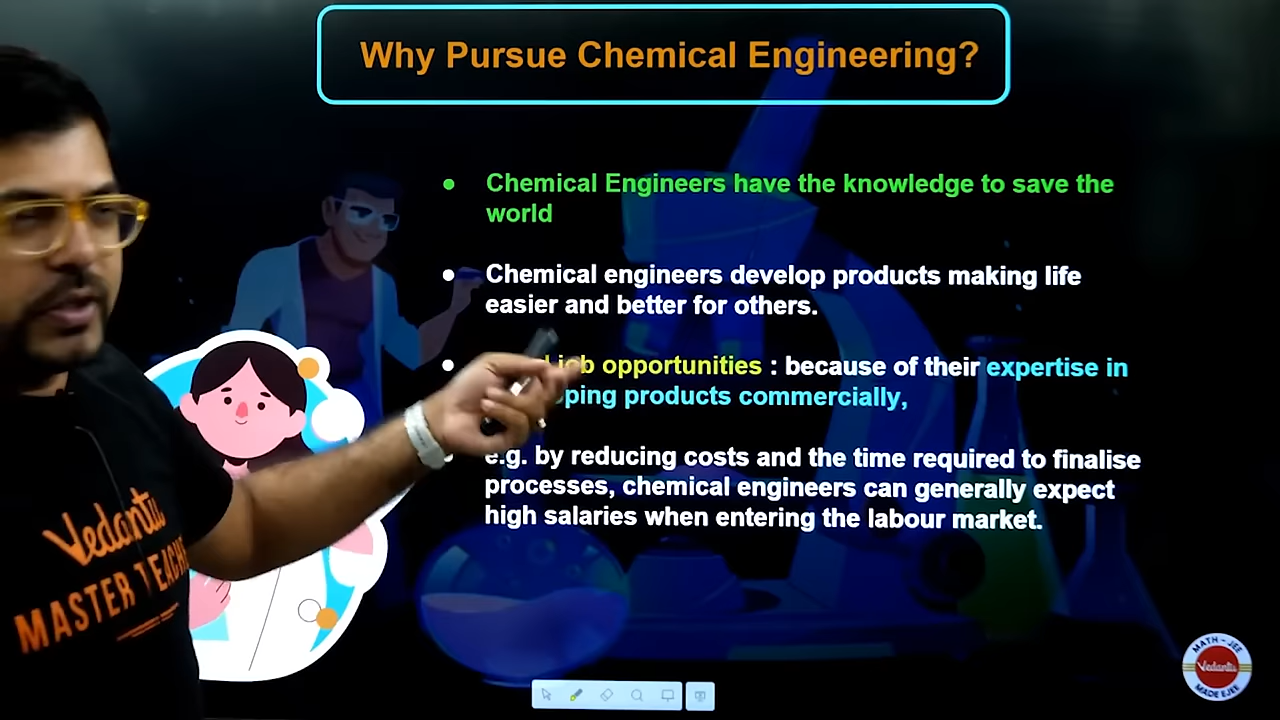 Why Pursue Chemical Engineering?
Chemical Engineers have the knowledge to save the
world
Chemical engineers develop products making life
easier and better for others.
job opportunities : because of their expertise in
products commercially,
e.g. by reducing costs and the time required to finalise
processes, chemical engineers can generally expect
high salaries when entering the labour market.
Vedantu
MASTER
MATH - JEE
Vedantu
MADE EJEE